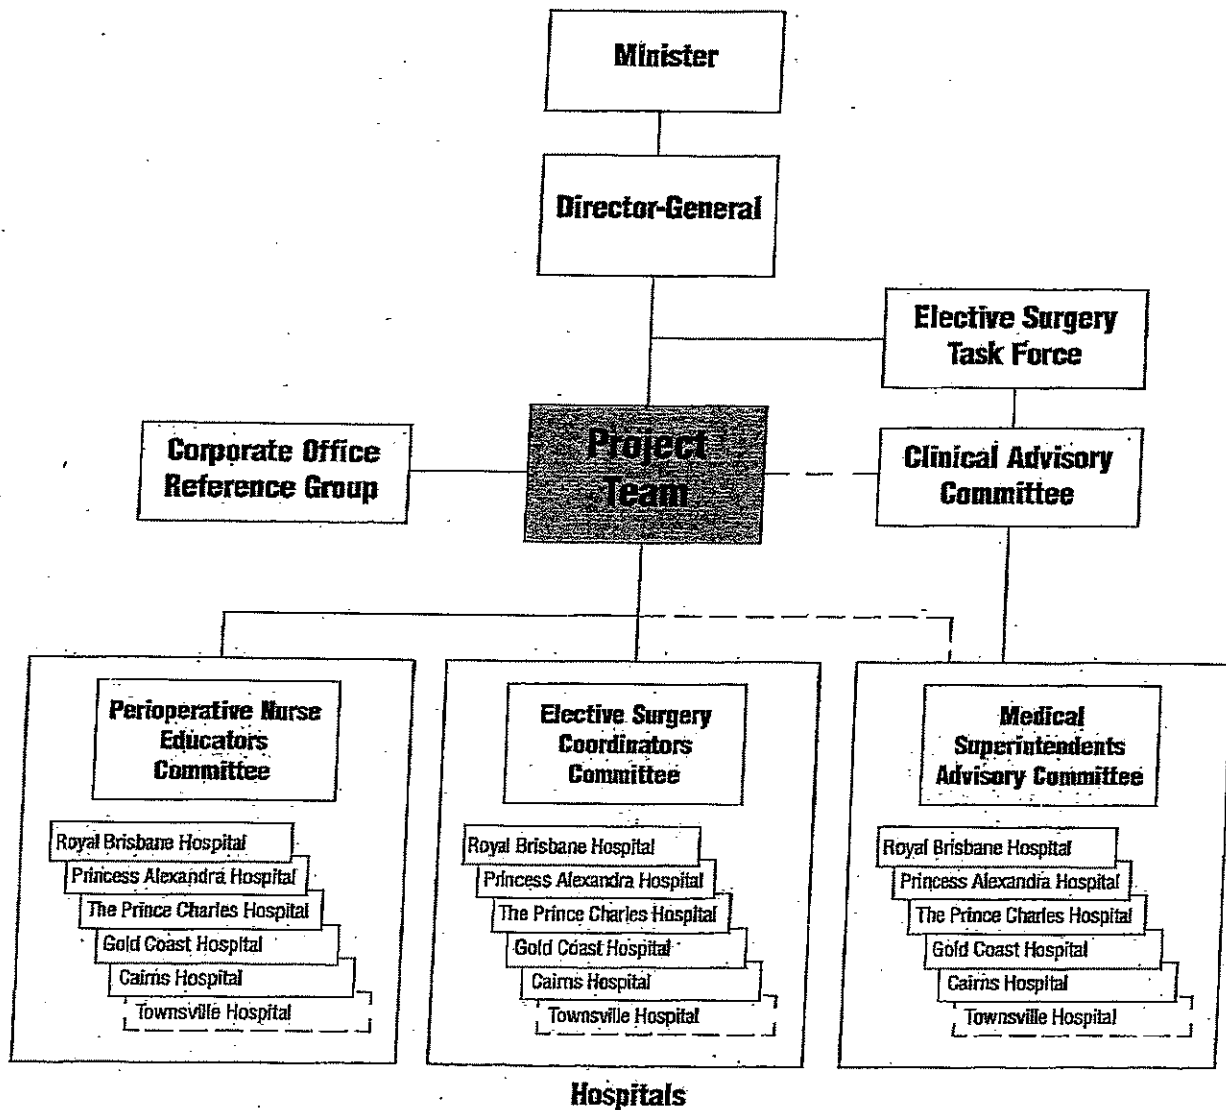 Minister
Director-General
Elective Surgery
Task Force
Corporate Office
Reference Group
Project
Team
Clinical Advisory
Committee
Perioperative Nurse
Educators
Committee
Royal Brisbane Hospital
Princess Alexandra Hospital
The Prince Charles Hospital
Gold Coast Hospital
Cairns Hospital
Townsville Hospital
Elective Surgery
Coordinators
Committee
Royal Brisbane Hospital
Princess Alexandra Hospital
The Prince Charles Hospital
Gold Coast Hospital
Cairns Hospital
Townsville Hospital
Medical
Superintendents
Advisory Committee
Royal Brisbane Hospital
Princess Alexandra Hospital
The Prince Charles Hospital
Gold Coast Hospital
Cairns Hospital
Townsville Hospital
Hospitals